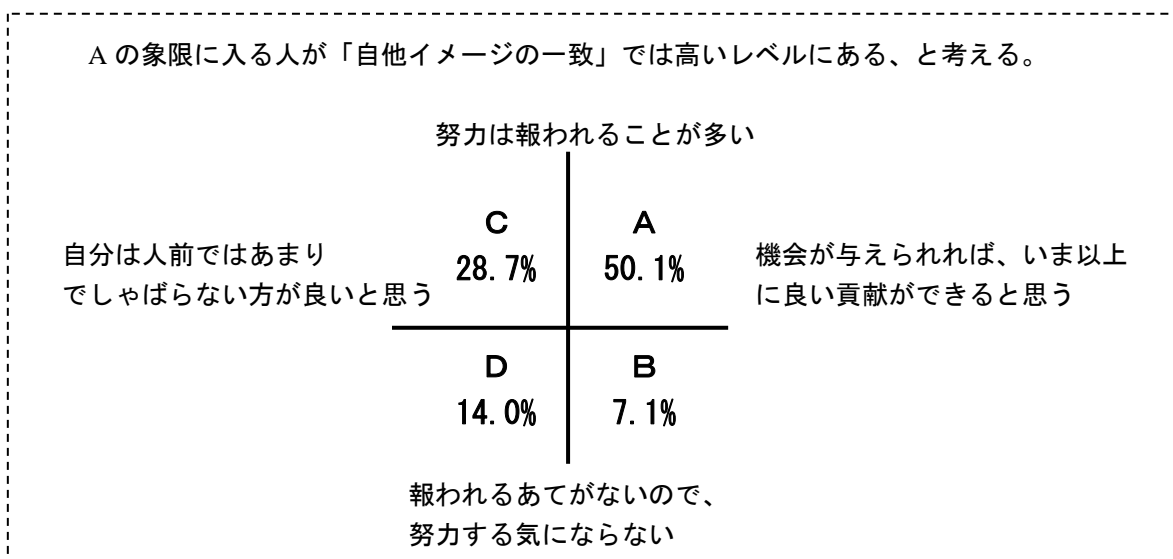 A の象限に入る人が「自他イメージの一致」では高いレベルにある、と考える。
努力は報われることが多い
C
A
自分は人前ではあまり
でしゃばらない方が良いと思う
28.7%
50.1%
機会が与えられれば、いま以上
に良い貢献ができると思う
D
B
14.0%
7.1%
報われるあてがないので、
努力する気にならない